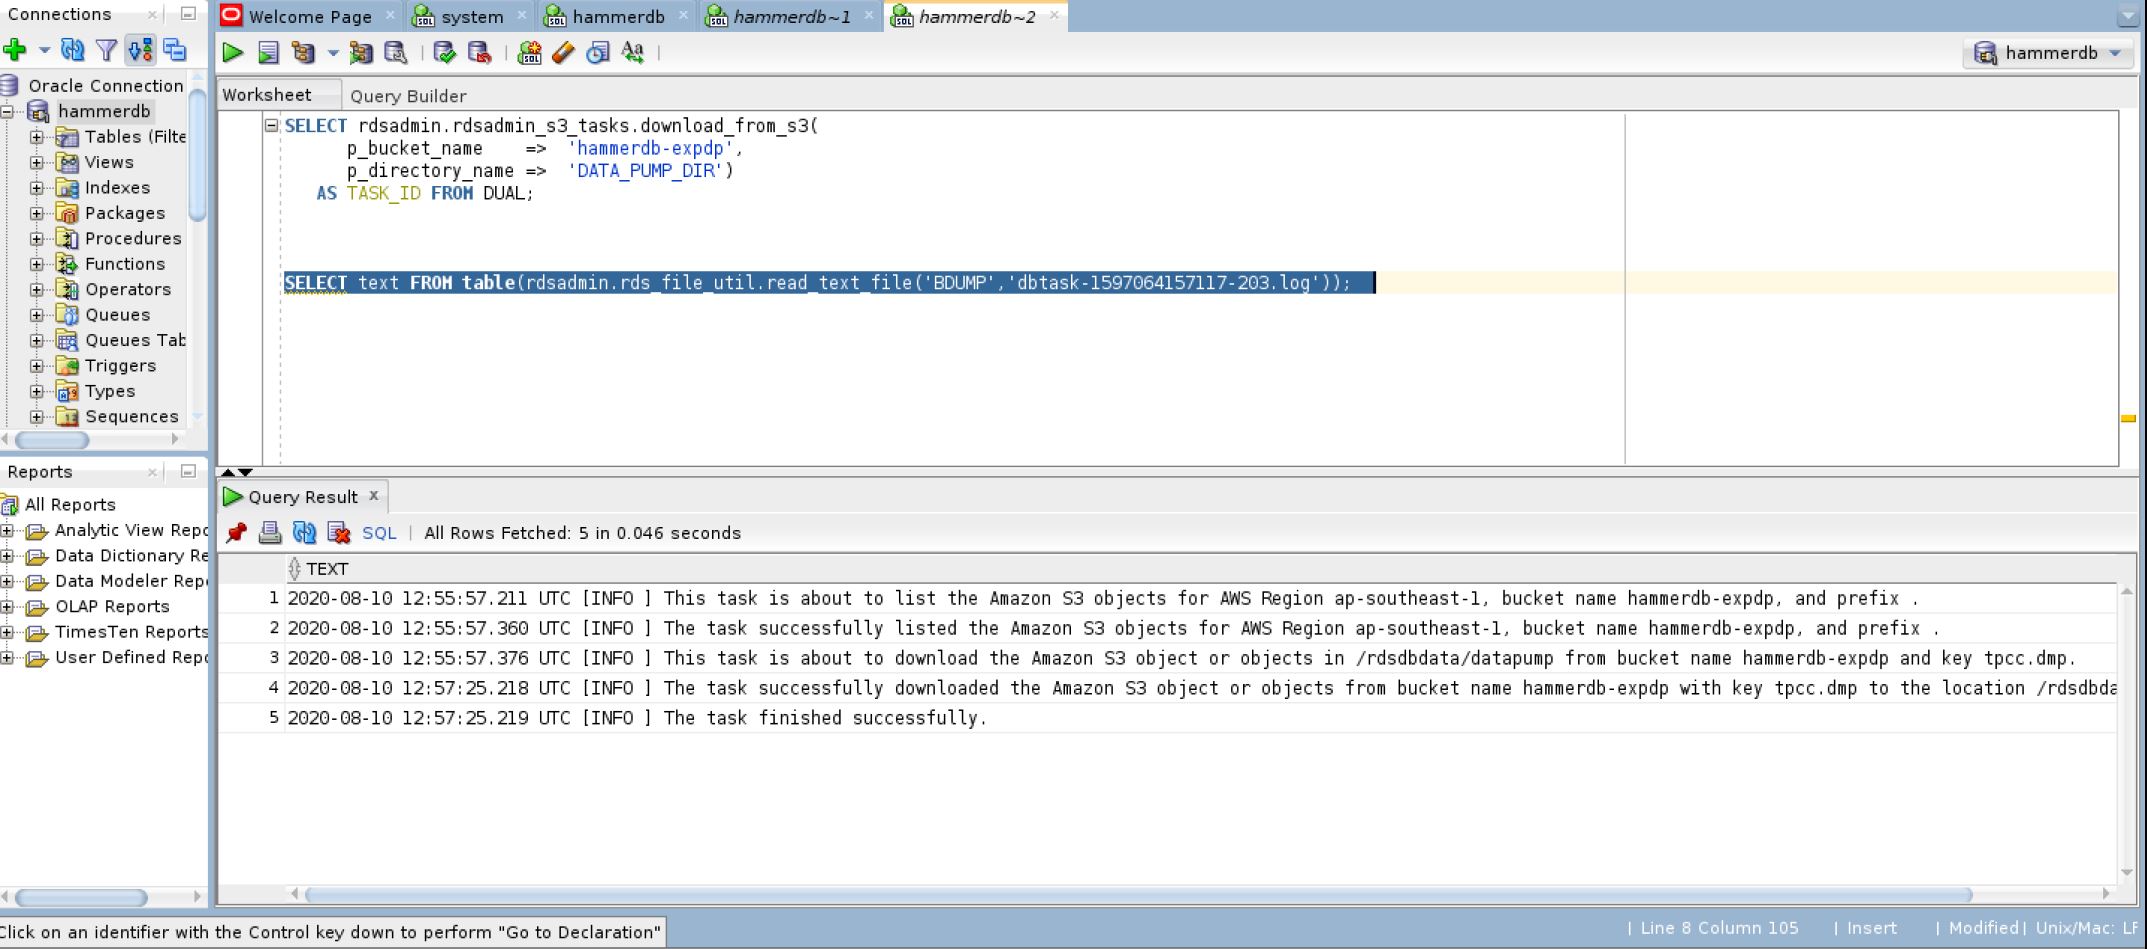 Connections
Welcome Page
system
hammerdb
hammerdb~1
hammerdb~2
hammerdb
Worksheet
Query Builder
Oracle Connection
hammerdb
Tables (Filte
Views
Indexes
Packages
Procedures
Functions
Operators
Queues
Queues Tab
Triggers
Types
Sequences
SELECT rdsadmin.rdsadmin_s3_tasks.download_from_s3(
p_bucket_name    =>  'hammerdb-expdp',
p_directory_name =>  'DATA_PUMP_DIR')
AS TASK_ID FROM DUAL;
SELECT text FROM table(rdsadmin.rds_file_util.read_text_file('BDUMP','dbtask-1597064157117-203.log'));
Reports
All Reports
Analytic View Repo
Data Dictionary Re
Data Modeler Repo
OLAP Reports
TimesTen Reports
User Defined Repo
Query Result
SQL | All Rows Fetched: 5 in 0.046 seconds
TEXT
1 2020-08-10 12:55:57.211 UTC [INFO ] This task is about to list the Amazon S3 objects for AWS Region ap-southeast-1, bucket name hammerdb-expdp, and prefix .
2 2020-08-10 12:55:57.360 UTC [INFO ] The task successfully listed the Amazon S3 objects for AWS Region ap-southeast-1, bucket name hammerdb-expdp, and prefix .
3 2020-08-10 12:55:57.376 UTC [INFO ] This task is about to download the Amazon S3 object or objects in /rdsdbdata/datapump from bucket name hammerdb-expdp and key tpcc.dmp.
4 2020-08-10 12:57:25.218 UTC [INFO ] The task successfully downloaded the Amazon S3 object or objects from bucket name hammerdb-expdp with key tpcc.dmp to the location /rdsdbda
5 2020-08-10 12:57:25.219 UTC [INFO ] The task finished successfully.
Click on an identifier with the Control key down to perform "Go to Declaration"
| Line 8 Column 105 | Insert | Modified | Unix/Mac: LF